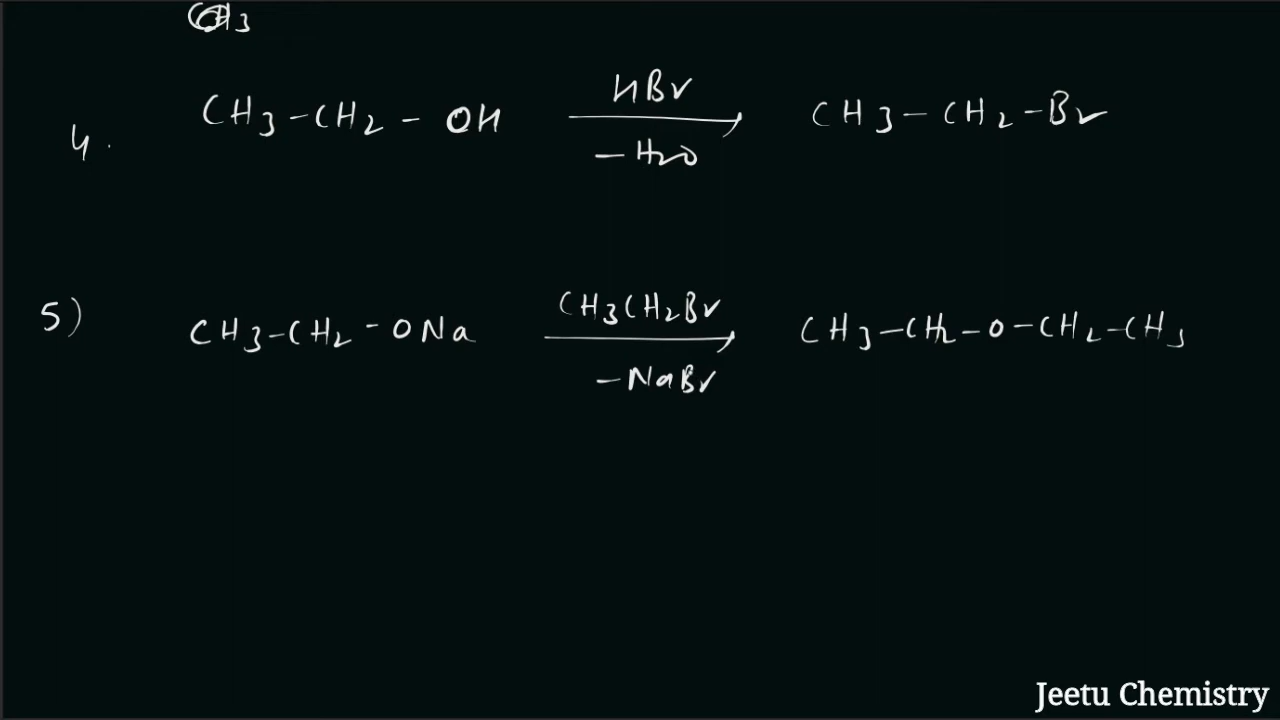 CH3
4. CH3-CH2-OH HBr -H2O CH3-CH2-Br
5) CH3-CH2-ONa CH3CH2Br -NaBr CH3-CH2-O-CH2-CH3
Jeetu Chemistry